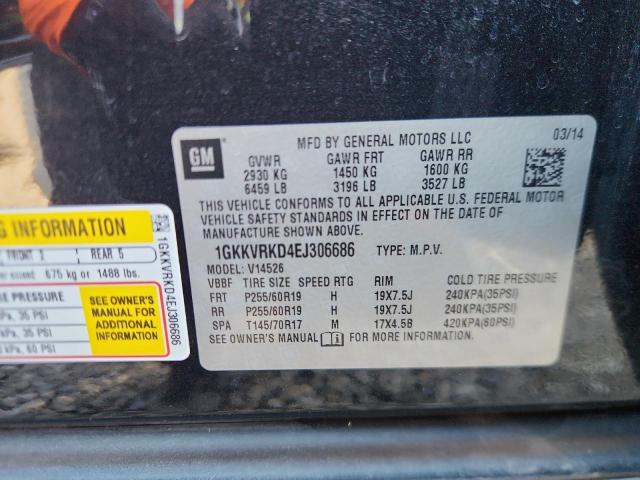 GM
MFD BY GENERAL MOTORS LLC 03/14
GVWR GAWR FRT GAWR RR
2930 KG 1450 KG 1600 KG
6459 LB 3196 LB 3527 LB
THIS VEHICLE CONFORMS TO ALL APPLICABLE U.S. FEDERAL MOTOR
VEHICLE SAFETY STANDARDS IN EFFECT ON THE DATE OF
MANUFACTURE SHOWN ABOVE.
1GKKVRKD4EJ306686 TYPE: M.P.V.
MODEL: V14526
VBBF TIRE SIZE SPEED RTG RIM COLD TIRE PRESSURE
FRT P255/60R19 H 19X7.5J 240KPA(35PSI)
RR P255/60R19 H 19X7.5J 240KPA(35PSI)
SPA T145/70R17 M 17X4.5B 420KPA(60PSI)
SEE OWNER'S MANUAL FOR MORE INFORMATION.
G INFORMATION
FRONT 2 REAR 5
exceed 675 kg or 1488 lbs.
RE PRESSURE
kPa, 35 PSI
kPa, 35 PSI
kPa, 60 PSI
SEE OWNER'S
MANUAL FOR
ADDITIONAL
INFORMATION
1GKKVRKD4EJ306686